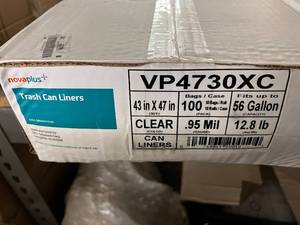 novaplus+
Trash Can Liners
VP4730XC
43 in X 47 in
Bags / Case
100
Fits up to
56 Gallon
CLEAR
.95 Mil
12.8 lb
CAN
LINERS